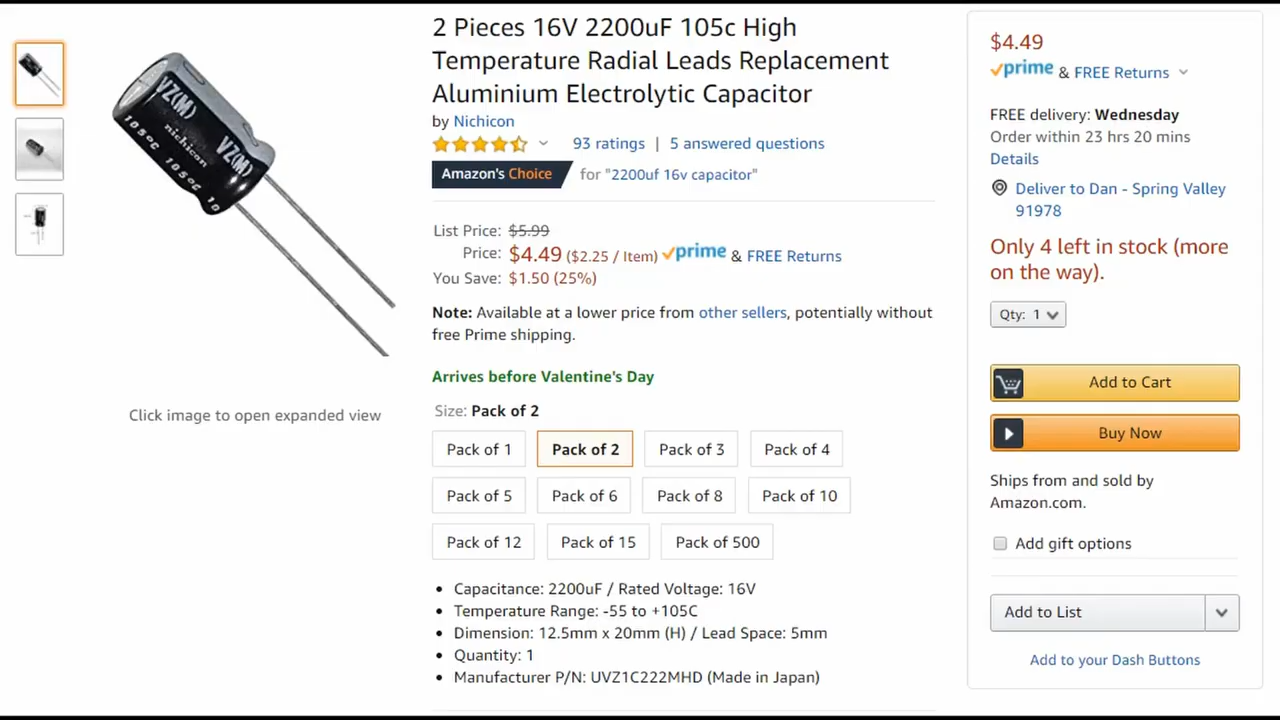 2 Pieces 16V 2200uF 105c High
Temperature Radial Leads Replacement
Aluminium Electrolytic Capacitor
by Nichicon
93 ratings | 5 answered questions
Amazon's Choice for "2200uf 16v capacitor"
List Price: $5.99
Price: $4.49 ($2.25 / Item) prime & FREE Returns
You Save: $1.50 (25%)
Note: Available at a lower price from other sellers, potentially without
free Prime shipping.
Arrives before Valentine's Day
Size: Pack of 2
Pack of 1 Pack of 2 Pack of 3 Pack of 4
Pack of 5 Pack of 6 Pack of 8 Pack of 10
Pack of 12 Pack of 15 Pack of 500
Capacitance: 2200uF / Rated Voltage: 16V
Temperature Range: -55 to +105C
Dimension: 12.5mm x 20mm (H) / Lead Space: 5mm
Quantity: 1
Manufacturer P/N: UVZ1C222MHD (Made in Japan)
VZ(M)
nichicon
VZ(M)
105°C 105°C 10
Click image to open expanded view
$4.49
prime & FREE Returns
FREE delivery: Wednesday
Order within 23 hrs 20 mins
Details
Deliver to Dan - Spring Valley
91978
Only 4 left in stock (more
on the way).
Qty: 1
Add to Cart
Buy Now
Ships from and sold by
Amazon.com.
Add gift options
Add to List
Add to your Dash Buttons